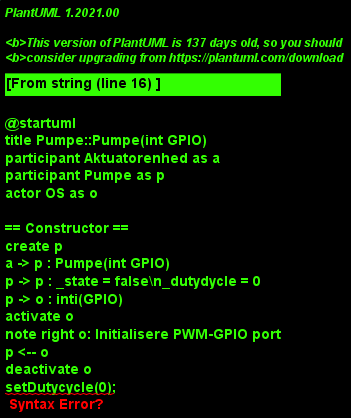 PlantUML 1.2021.00
<b>This version of PlantUML is 137 days old, so you should
<b>consider upgrading from https://plantuml.com/download
[From string (line 16) ]
@startuml
title Pumpe::Pumpe(int GPIO)
participant Aktuatorenhed as a
participant Pumpe as p
actor OS as o
== Constructor ==
create p
a -> p : Pumpe(int GPIO)
p -> p : _state = false\n_dutydycle = 0
p -> o : inti(GPIO)
activate o
note right o: Initialisere PWM-GPIO port
p <-- o
deactivate o
setDutycycle(0);
Syntax Error?